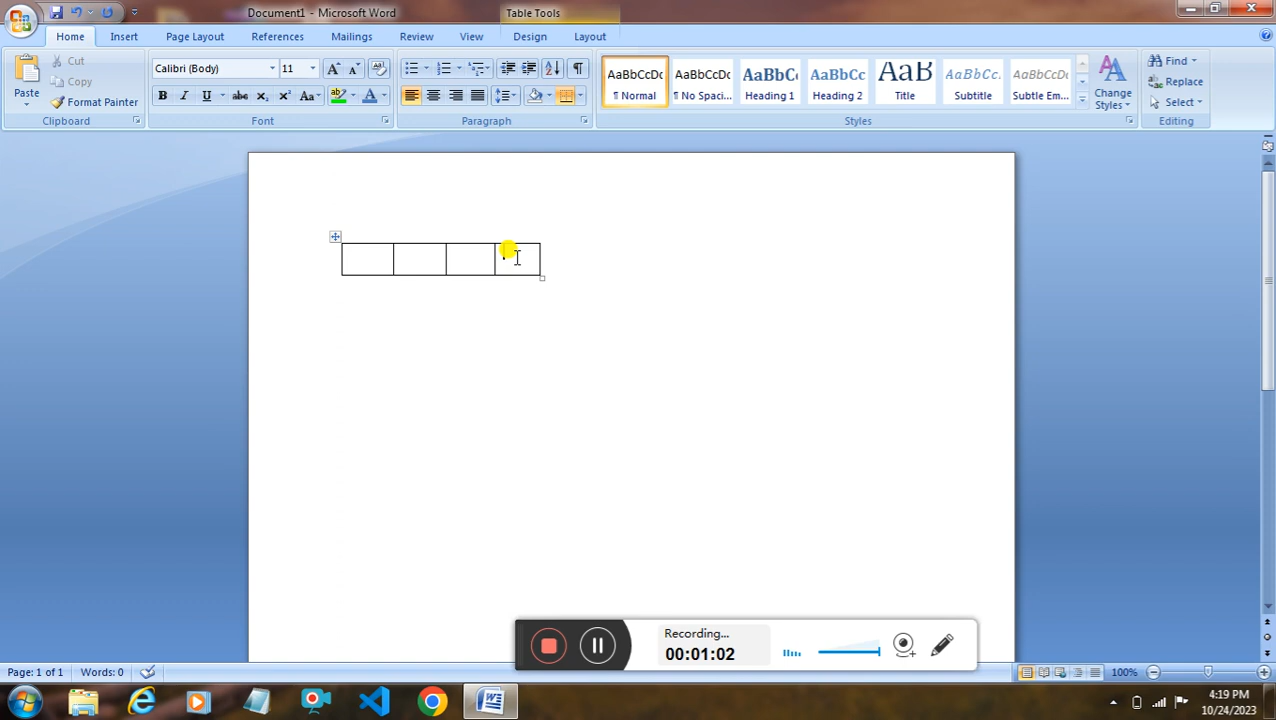 Document1 - Microsoft Word
Table Tools
Home
Insert
Page Layout
References
Mailings
Review
View
Design
Layout
Paste
Cut
Copy
Format Painter
Clipboard
Calibri (Body)
11
Font
Paragraph
AaBbCcDc
¶ Normal
AaBbCcDc
¶ No Spaci...
AaBbCc
Heading 1
AaBbCc
Heading 2
AaB
Title
AaBbCc.
Subtitle
AaBbCcDc
Subtle Em...
Change
Styles
Styles
Find
Replace
Select
Editing
Recording...
00:01:02
Page: 1 of 1
Words: 0
100%
4:19 PM
10/24/2023